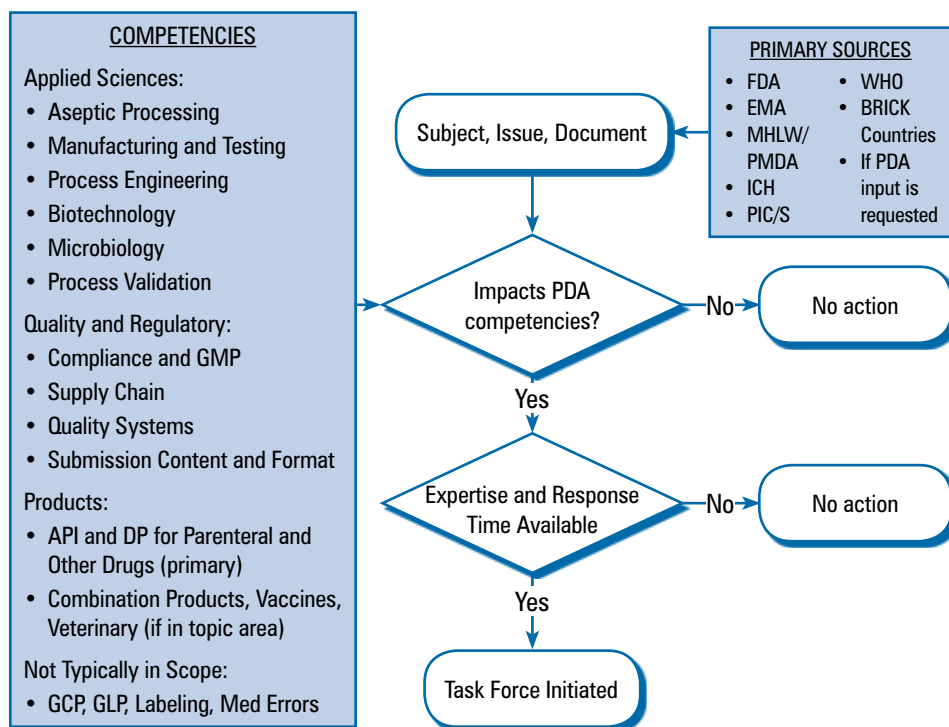 COMPETENCIES
Applied Sciences:
• Aseptic Processing
• Manufacturing and Testing
• Process Engineering
• Biotechnology
• Microbiology
• Process Validation
Quality and Regulatory:
• Compliance and GMP
• Supply Chain
• Quality Systems
• Submission Content and Format
Products:
• API and DP for Parenteral and
Other Drugs (primary)
• Combination Products, Vaccines,
Veterinary (if in topic area)
Not Typically in Scope:
• GCP, GLP, Labeling, Med Errors
Subject, Issue, Document
PRIMARY SOURCES
• FDA
• EMA
• MHLW/
PMDA
• ICH
• PIC/S
• WHO
• BRICK
Countries
• If PDA
input is
requested
Impacts PDA
competencies?
No
No action
Yes
Expertise and Response
Time Available
No
No action
Yes
Task Force Initiated